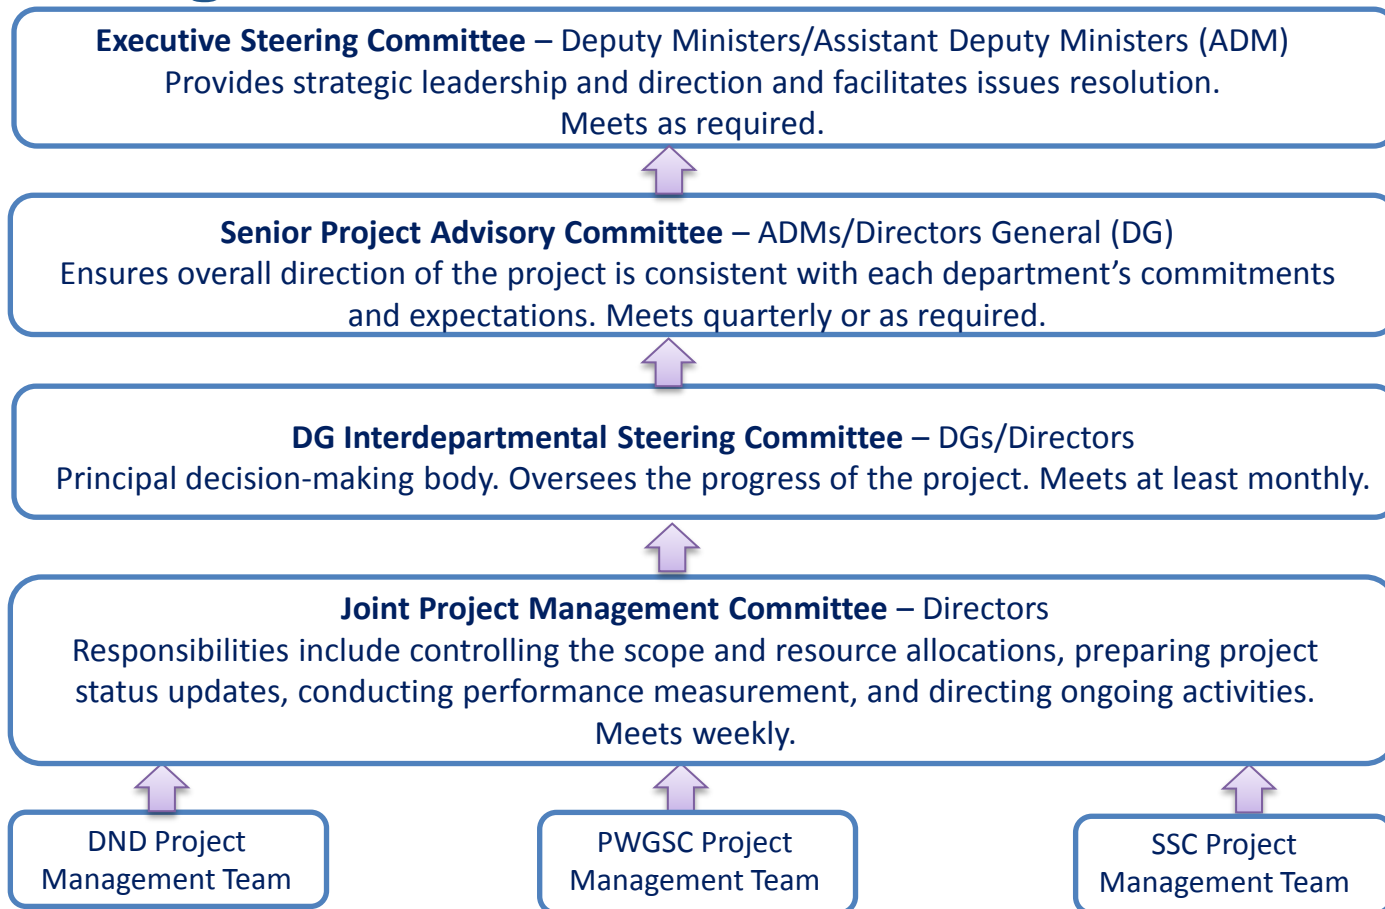 Executive Steering Committee – Deputy Ministers/Assistant Deputy Ministers (ADM)
Provides strategic leadership and direction and facilitates issues resolution.
Meets as required.
Senior Project Advisory Committee – ADMs/Directors General (DG)
Ensures overall direction of the project is consistent with each department’s commitments
and expectations. Meets quarterly or as required.
DG Interdepartmental Steering Committee – DGs/Directors
Principal decision-making body. Oversees the progress of the project. Meets at least monthly.
Joint Project Management Committee – Directors
Responsibilities include controlling the scope and resource allocations, preparing project
status updates, conducting performance measurement, and directing ongoing activities.
Meets weekly.
DND Project
Management Team
PWGSC Project
Management Team
SSC Project
Management Team